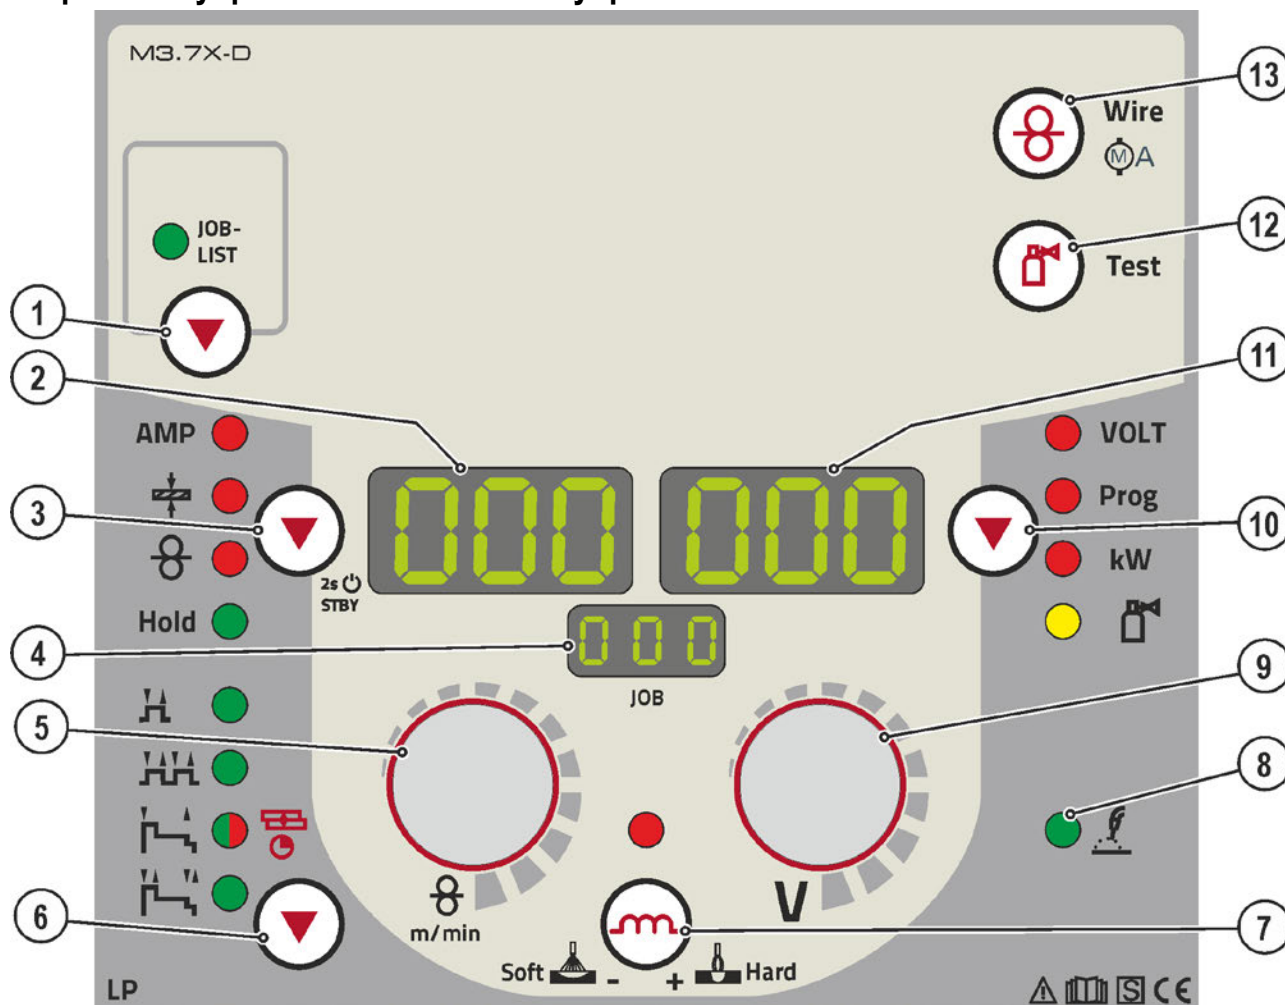 M3.7X-D
13
Wire
M A
12
Test
JOB-
LIST
1
2
11
AMP
VOLT
3
Prog
10
000
000
kW
2s
STBY
Hold
4
000
JOB
9
5
8
6
m/min
V
7
Soft - + Hard
LP
S CE